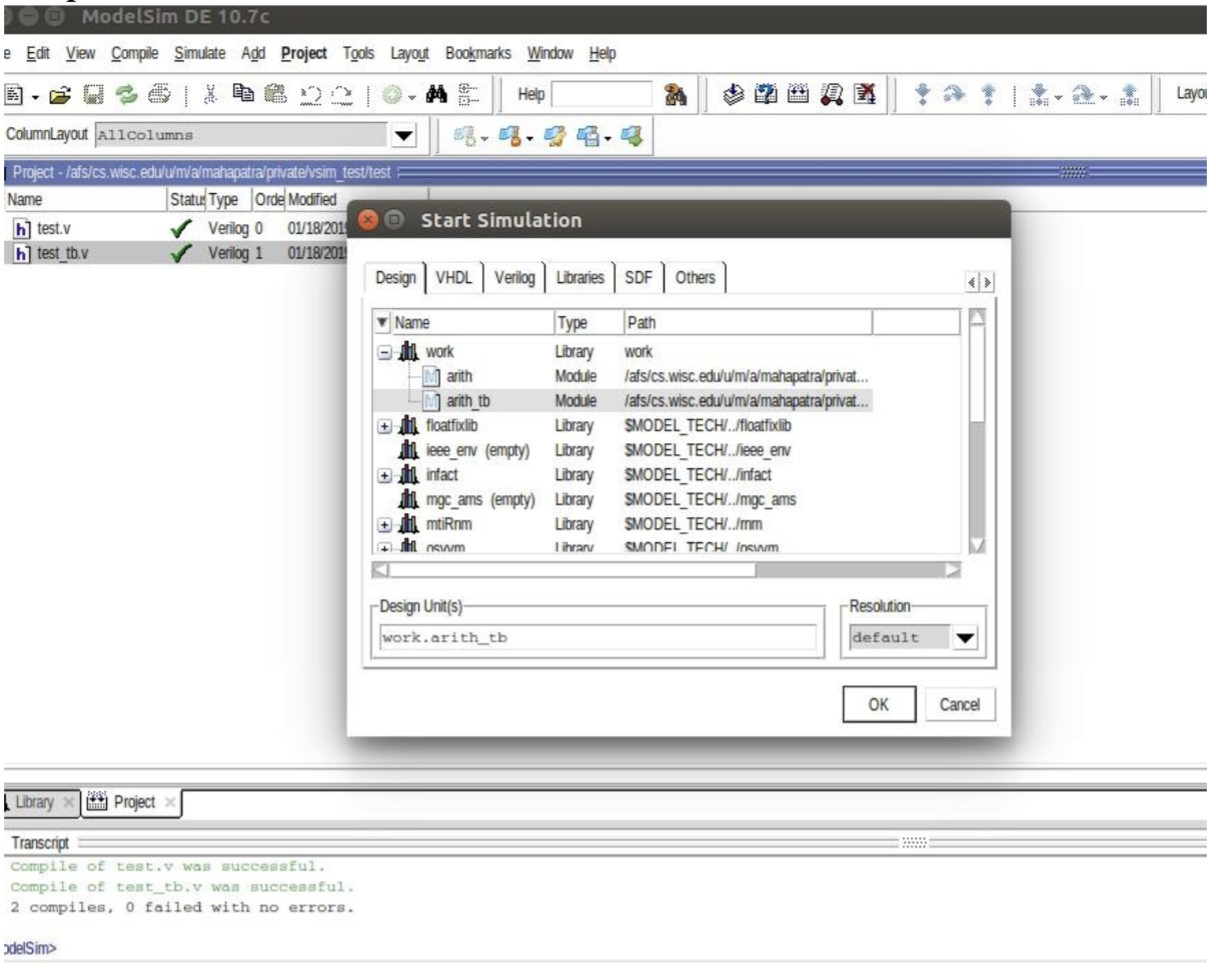 ModelSim DE 10.7c
e Edit View Compile Simulate Add Project Tools Layout Bookmarks Window Help
Help
Layou
ColumnLayout AllColumns
Project - /afs/cs.wisc.edu/u/m/a/mahapatra/private/vsim_test/test
Name Statu Type Orde Modified
test.v Verilog 0 01/18/201
test_tb.v Verilog 1 01/18/201
Start Simulation
Design VHDL Verilog Libraries SDF Others
Name Type Path
work Library work
arith Module /afs/cs.wisc.edu/u/m/a/mahapatra/privat...
arith_tb Module /afs/cs.wisc.edu/u/m/a/mahapatra/privat...
floatfixlib Library $MODEL_TECH/../floatfixlib
ieee_env (empty) Library $MODEL_TECH/../ieee_env
infact Library $MODEL_TECH/../infact
mgc_ams (empty) Library $MODEL_TECH/../mgc_ams
mtiRnm Library $MODEL_TECH/../rnm
osvvm Library $MODEL_TECH/../osvvm
Design Unit(s) Resolution
work.arith_tb default
OK Cancel
Library Project
Transcript
Compile of test.v was successful.
Compile of test_tb.v was successful.
2 compiles, 0 failed with no errors.
odelSim>